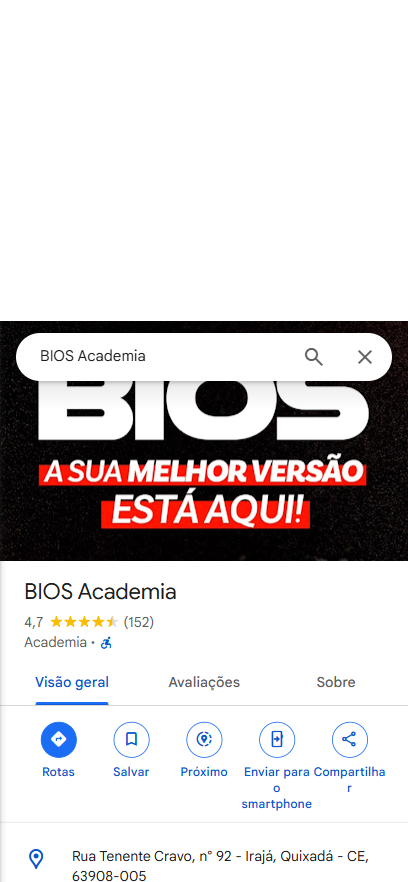 BIOS Academia
BIOS
A SUA MELHOR VERSÃO
ESTÁ AQUI!
BIOS Academia
4,7 (152)
Academia ·
Visão geral Avaliações Sobre
Rotas Salvar Próximo Enviar para o smartphone Compartilhar
Rua Tenente Cravo, n° 92 - Irajá, Quixadá - CE,
63908-005